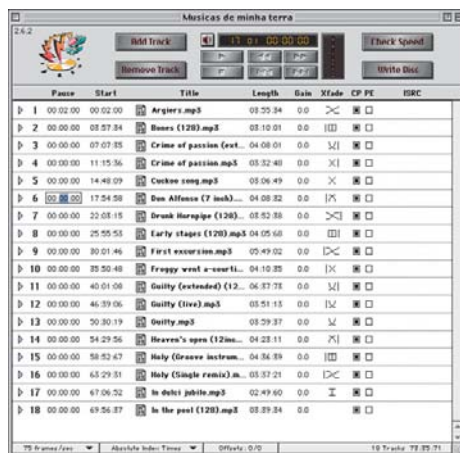 Musicas de minha terra
2.6.2
Add Track
17 01 00:00:00
Check Speed
Remove Track
Write Disc
Pause Start Title Length Gain Xfade CP PE ISRC
1 00:02:00 00:02:00 Argiers.mp3 03:55:34 0.0
2 00:00:00 03:57:34 Bones (128).mp3 03:10:01 0.0
3 00:00:00 07:07:35 Crime of passion (ext... 04:08:01 0.0
4 00:00:00 11:15:36 Crime of passion.mp3 03:32:48 0.0
5 00:00:00 14:48:09 Cuckoo song.mp3 03:06:49 0.0
6 00:00:00 17:54:58 Don Alfonso (7 inch).... 04:08:32 0.0
7 00:00:00 22:03:15 Drunk Hornpipe (128)... 03:52:38 0.0
8 00:00:00 25:55:53 Early stages (128).mp3 04:05:68 0.0
9 00:00:00 30:01:46 First excursion.mp3 05:49:02 0.0
10 00:00:00 35:50:48 Froggy went a-courti... 04:10:35 0.0
11 00:00:00 40:01:08 Guilty (extended) (12... 06:37:73 0.0
12 00:00:00 46:39:06 Guilty (live).mp3 03:51:13 0.0
13 00:00:00 50:30:19 Guilty.mp3 03:59:37 0.0
14 00:00:00 54:29:56 Heaven's open (12inc... 04:23:11 0.0
15 00:00:00 58:52:67 Holy (Groove instrum... 04:36:39 0.0
16 00:00:00 63:29:31 Holy (Single remix).m... 03:37:21 0.0
17 00:00:00 67:06:52 In dulci jubilo.mp3 02:49:60 0.0
18 00:00:00 69:56:37 In the pool (128).mp3 03:39:34 0.0
75 frames/sec Absolute Index Times Offsets: 0/0 18 Tracks 73:35:71